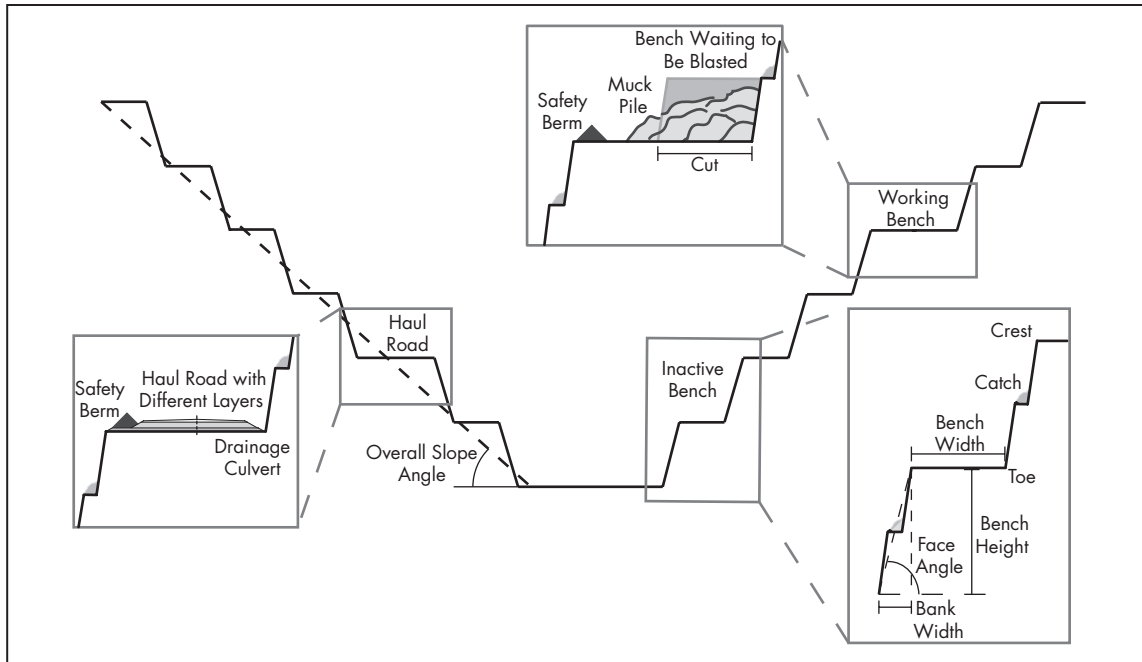 Bench Waiting to
Be Blasted
Muck
Pile
Safety
Berm
Cut
Working
Bench
Haul
Road
Safety
Berm
Haul Road with
Different Layers
Drainage
Culvert
Overall Slope
Angle
Inactive
Bench
Crest
Catch
Bench
Width
Toe
Bench
Height
Face
Angle
Bank
Width